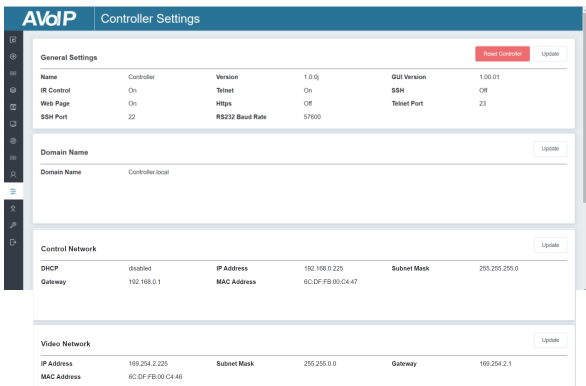 AVoIP Controller Settings
General Settings Reset Controller Update
Name Controller Version 1.0.0j GUI Version 1.00.01
IR Control On Telnet On SSH Off
Web Page On Https Off Telnet Port 23
SSH Port 22 RS232 Baud Rate 57600
Domain Name Update
Domain Name Controller.local
Control Network Update
DHCP disabled IP Address 192.168.0.225 Subnet Mask 255.255.255.0
Gateway 192.168.0.1 MAC Address 6C:DF:FB:00:C4:47
Video Network Update
IP Address 169.254.2.225 Subnet Mask 255.255.0.0 Gateway 169.254.2.1
MAC Address 6C:DF:FB:00:C4:46